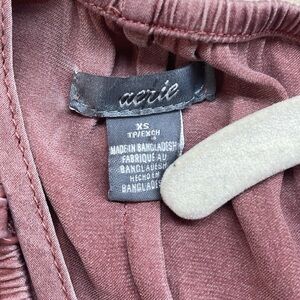 aerie
XS
TP/EXCH
MADE IN BANGLADESH
FABRIQUÉ AU
BANGLADESH
HECHO EN
BANGLADESH